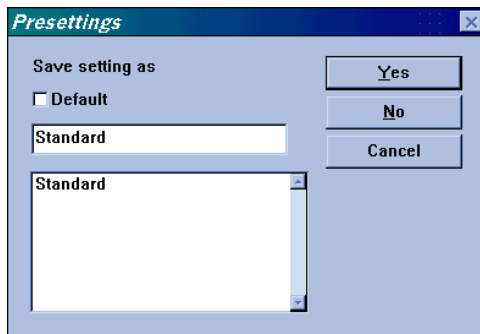 Presettings
Save setting as
Default
Standard
Standard
Yes
No
Cancel